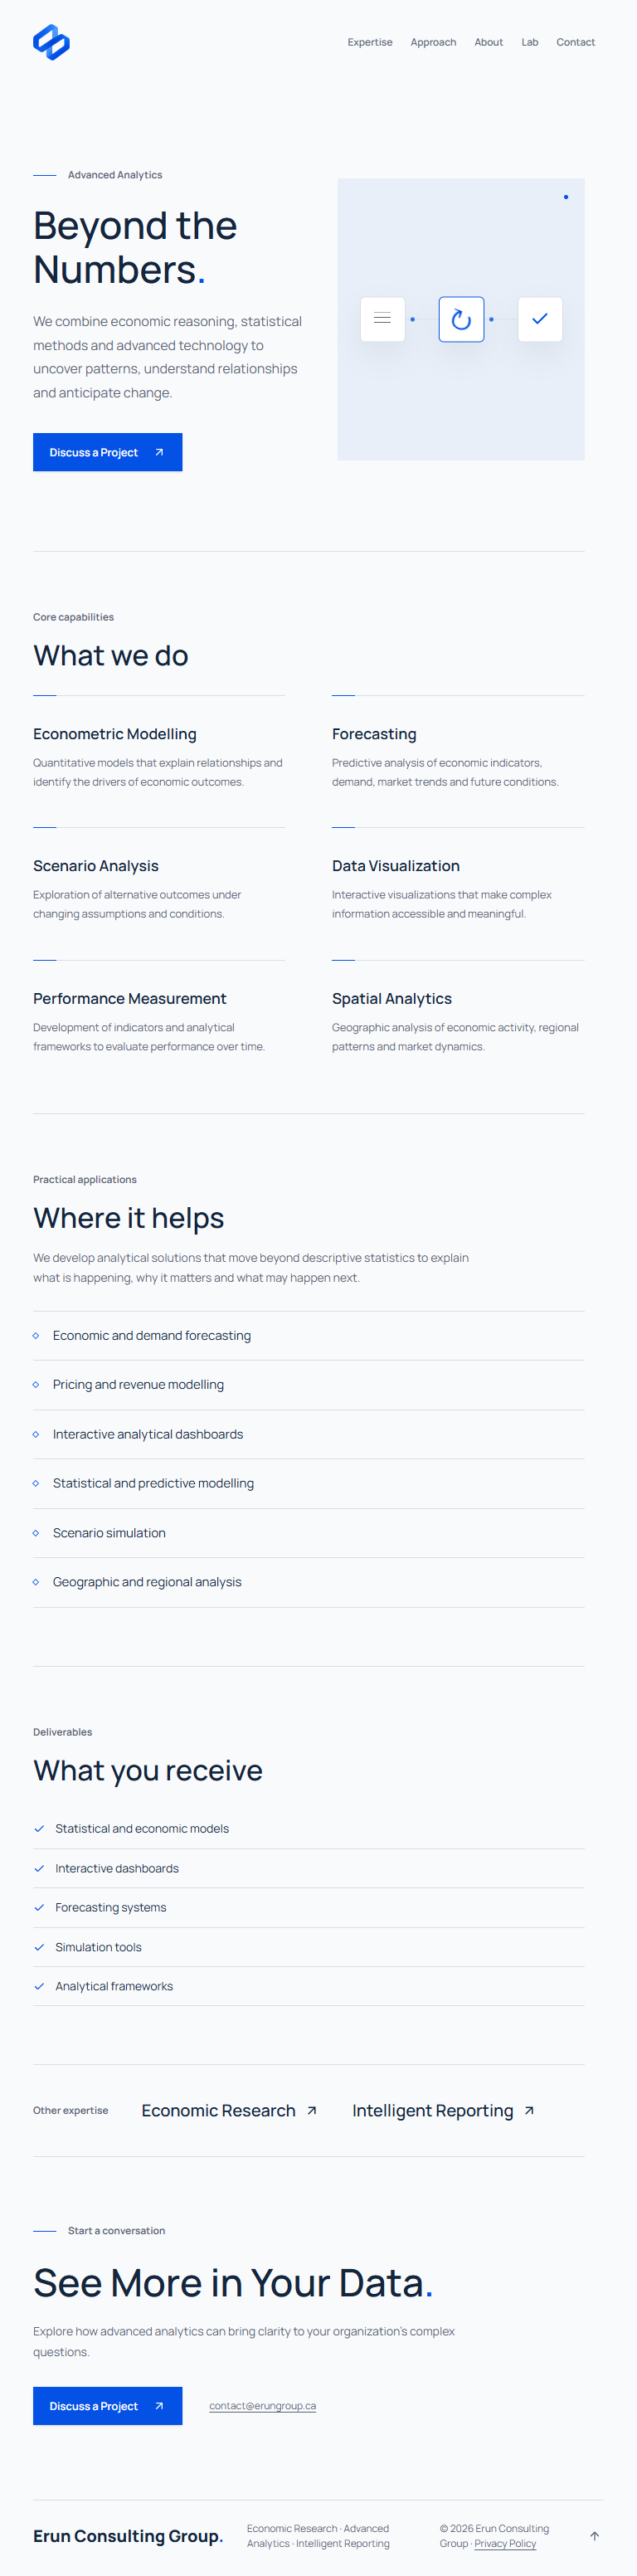 Expertise Approach About Lab Contact
Advanced Analytics
Beyond the
Numbers.
We combine economic reasoning, statistical
methods and advanced technology to
uncover patterns, understand relationships
and anticipate change.
Discuss a Project
Core capabilities
What we do
Econometric Modelling
Quantitative models that explain relationships and
identify the drivers of economic outcomes.
Forecasting
Predictive analysis of economic indicators,
demand, market trends and future conditions.
Scenario Analysis
Exploration of alternative outcomes under
changing assumptions and conditions.
Data Visualization
Interactive visualizations that make complex
information accessible and meaningful.
Performance Measurement
Development of indicators and analytical
frameworks to evaluate performance over time.
Spatial Analytics
Geographic analysis of economic activity, regional
patterns and market dynamics.
Practical applications
Where it helps
We develop analytical solutions that move beyond descriptive statistics to explain
what is happening, why it matters and what may happen next.
Economic and demand forecasting
Pricing and revenue modelling
Interactive analytical dashboards
Statistical and predictive modelling
Scenario simulation
Geographic and regional analysis
Deliverables
What you receive
Statistical and economic models
Interactive dashboards
Forecasting systems
Simulation tools
Analytical frameworks
Other expertise Economic Research Intelligent Reporting
Start a conversation
See More in Your Data.
Explore how advanced analytics can bring clarity to your organization's complex
questions.
Discuss a Project contact@erungroup.ca
Erun Consulting Group.
Economic Research · Advanced
Analytics · Intelligent Reporting
© 2026 Erun Consulting
Group · Privacy Policy